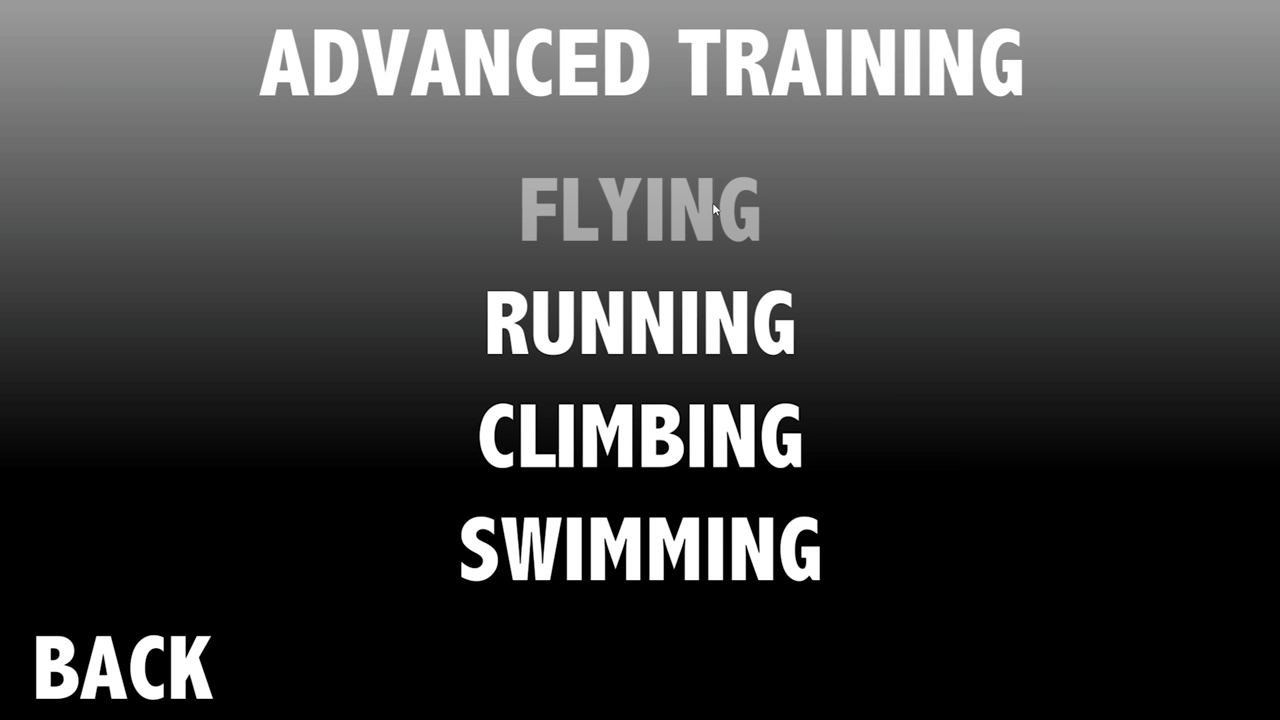 ADVANCED TRAINING
FLYING
RUNNING
CLIMBING
SWIMMING
BACK